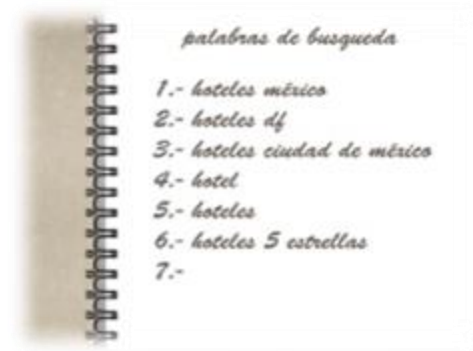 palabras de busqueda
1.- hoteles méxico
2.- hoteles df
3.- hoteles ciudad de méxico
4.- hotel
5.- hoteles
6.- hoteles 5 estrellas
7.-